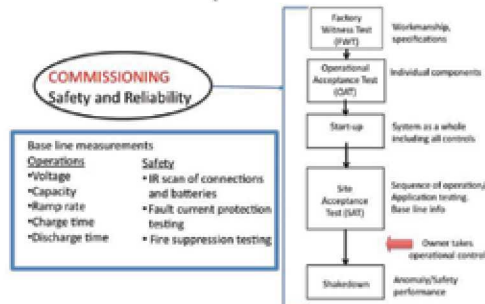 COMMISSIONING
Safety and Reliability
Base line measurements
Operations
•Voltage
•Capacity
•Ramp rate
•Charge time
•Discharge time
Safety
•IR scan of connections
and batteries
•Fault current protection
testing
•Fire suppression testing
Factory
Witness Test
(FWT)
Workmanship,
specifications
Operational
Acceptance Test
(OAT)
Individual components
Start-up
System as a whole
including all controls
Site
Acceptance
Test (SAT)
Sequence of operation/
Application testing.
Base line info
Owner takes
operational control
Shakedown
Anomaly/Safety
performance